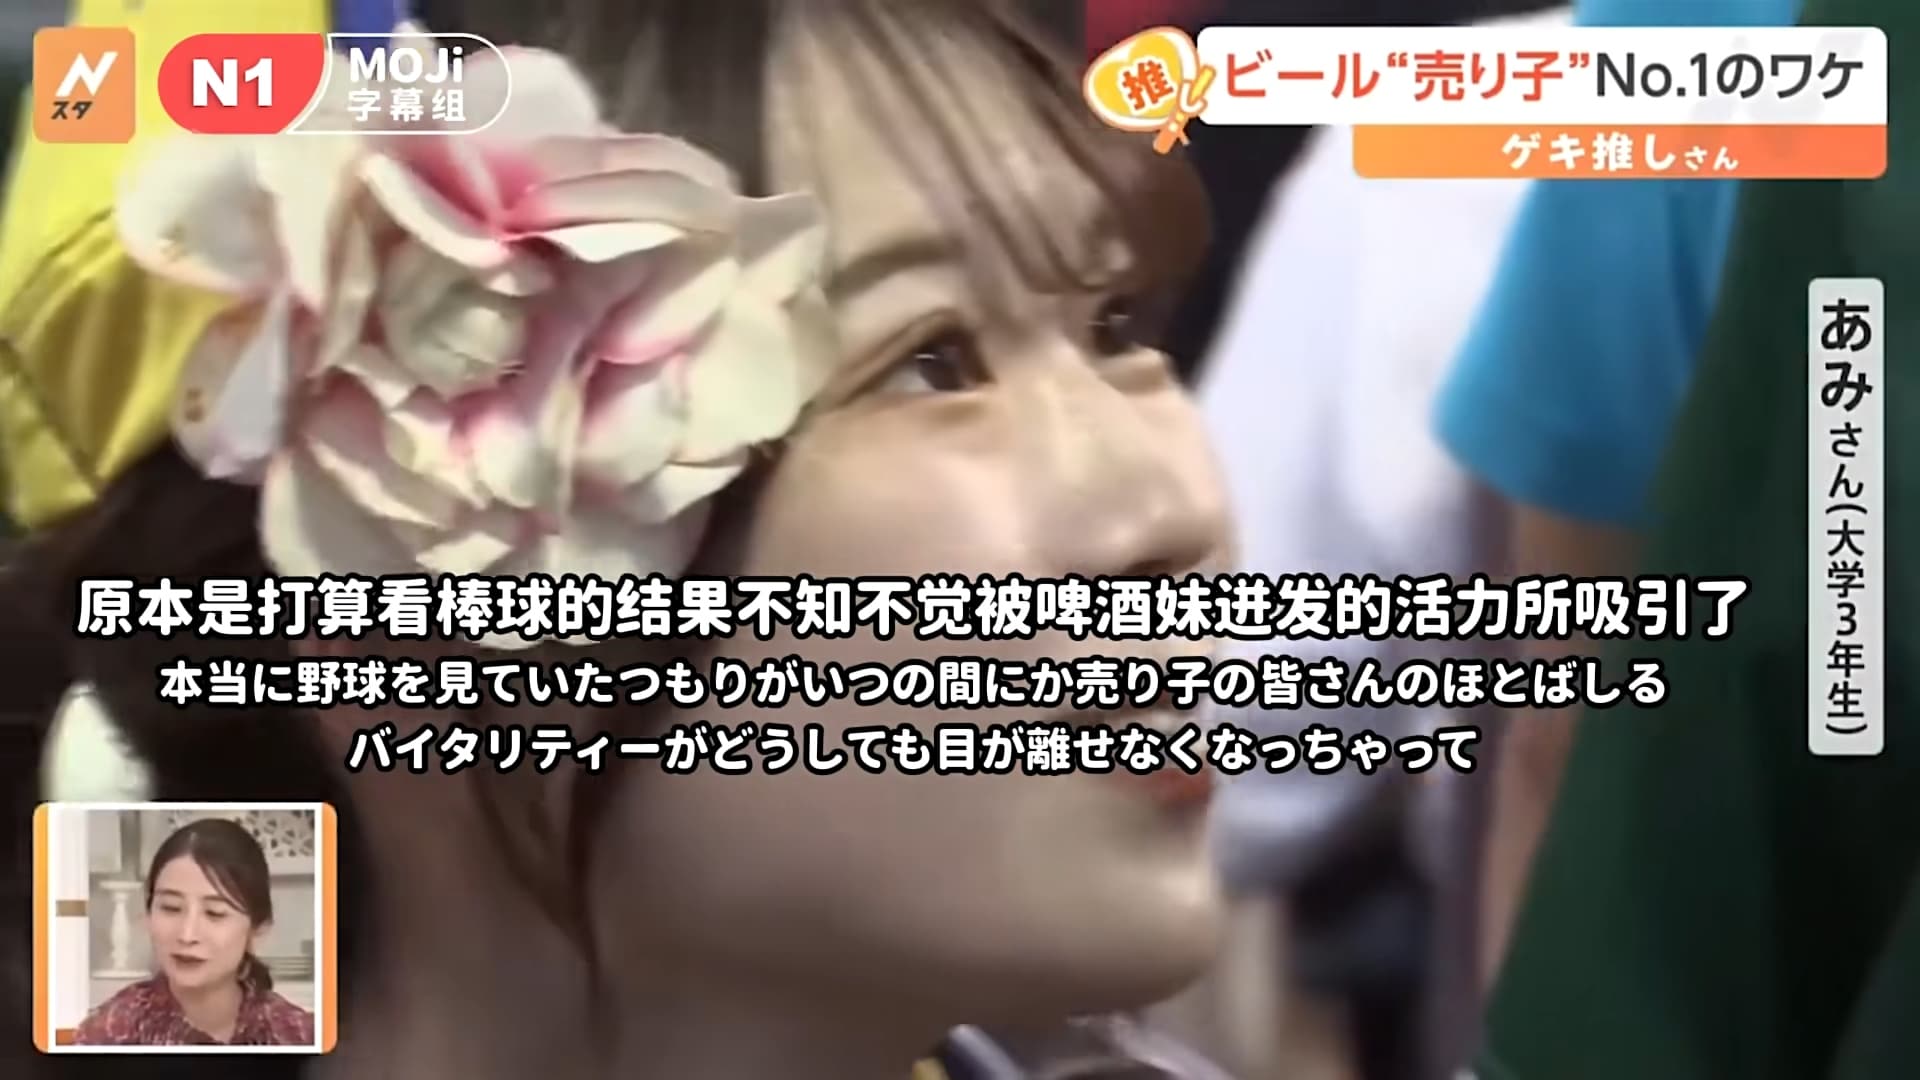 N
スタ
N1
MOJi
字幕组
推し
ビール“売り子”No.1のワケ
ゲキ推しさん
あみさん(大学3年生)
原本是打算看棒球的结果不知不觉被啤酒妹迸发的活力所吸引了
本当に野球を見ていたつもりがいつの間にか売り子の皆さんのほとばしる
バイタリティーがどうしても目が離せなくなっちゃって